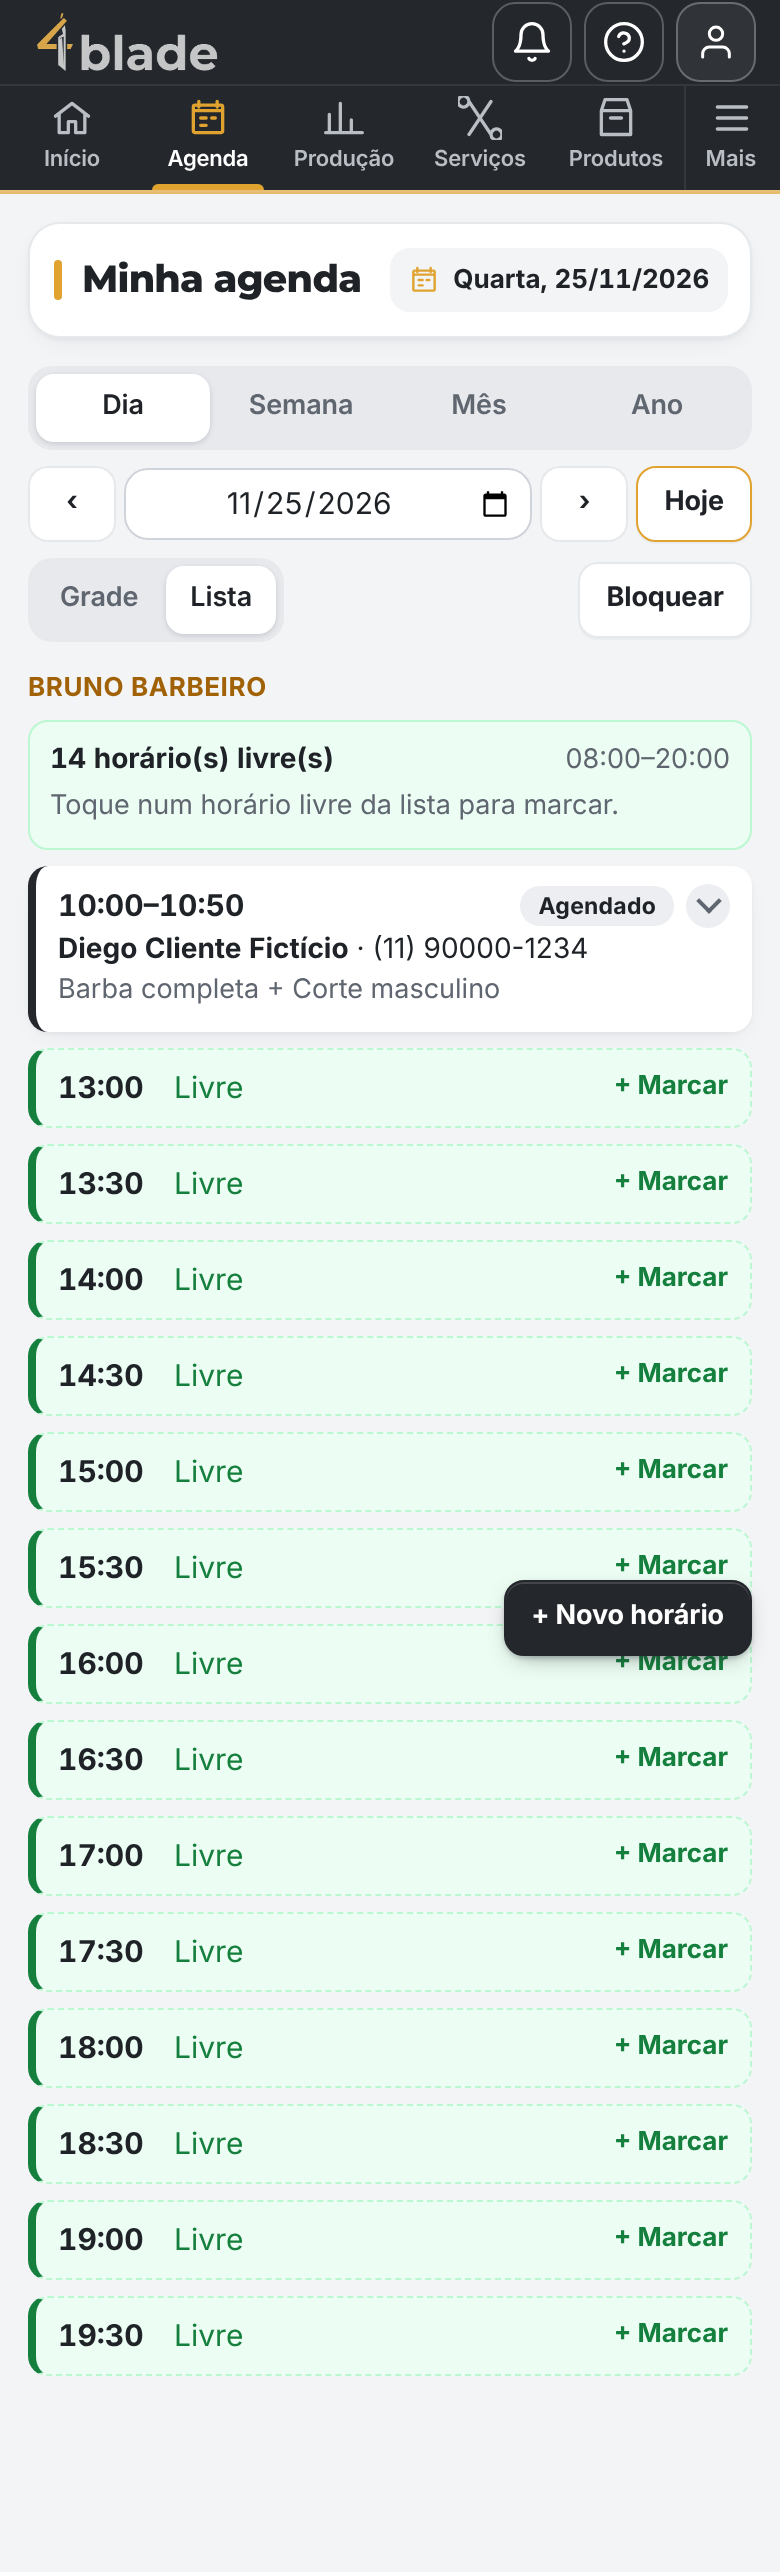 4blade
Início
Agenda
Produção
Serviços
Produtos
Mais
Minha agenda
Quarta, 25/11/2026
Dia
Semana
Mês
Ano
‹
11/25/2026
›
Hoje
Grade
Lista
Bloquear
BRUNO BARBEIRO
14 horário(s) livre(s) 08:00–20:00
Toque num horário livre da lista para marcar.
10:00–10:50 Agendado
Diego Cliente Fictício · (11) 90000-1234
Barba completa + Corte masculino
13:00 Livre + Marcar
13:30 Livre + Marcar
14:00 Livre + Marcar
14:30 Livre + Marcar
15:00 Livre + Marcar
15:30 Livre + Marcar
+ Novo horário
16:00 Livre + Marcar
16:30 Livre + Marcar
17:00 Livre + Marcar
17:30 Livre + Marcar
18:00 Livre + Marcar
18:30 Livre + Marcar
19:00 Livre + Marcar
19:30 Livre + Marcar